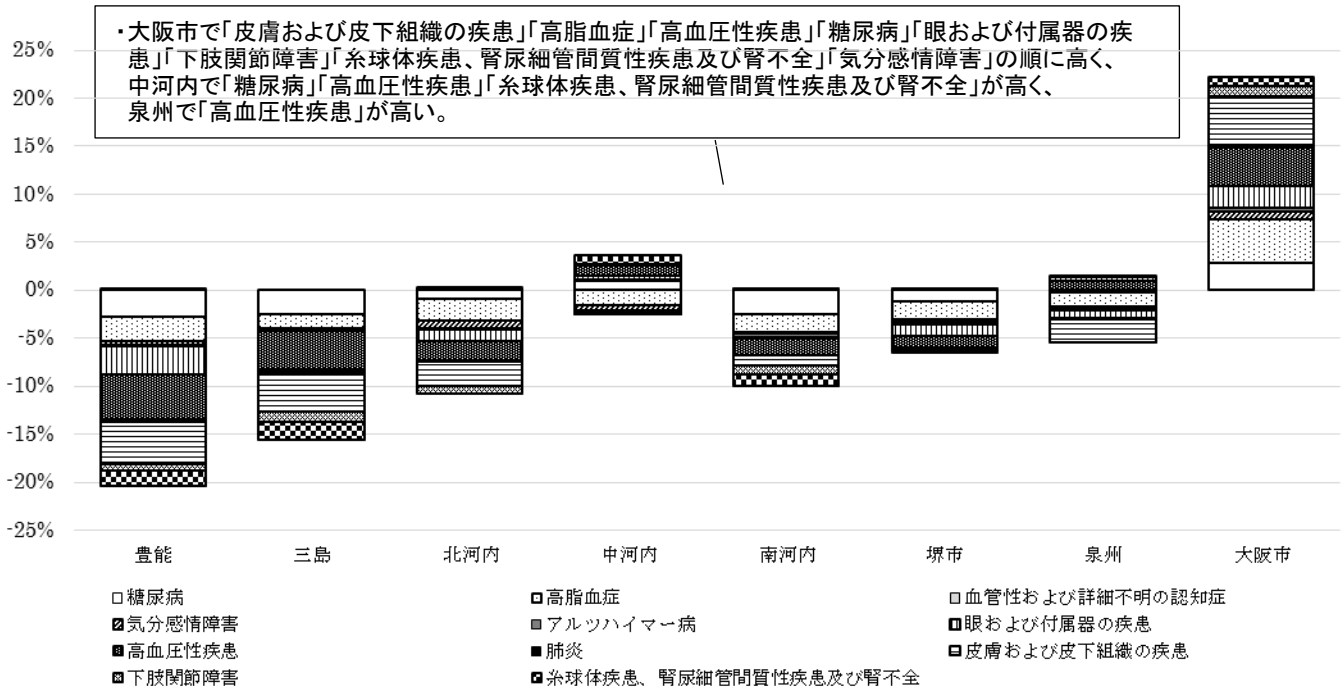 ・大阪市で「皮膚および皮下組織の疾患」「高脂血症」「高血圧性疾患」「糖尿病」「眼および付属器の疾
患」「下肢関節障害」「糸球体疾患、腎尿細管間質性疾患及び腎不全」「気分感情障害」の順に高く、
中河内で「糖尿病」「高血圧性疾患」「糸球体疾患、腎尿細管間質性疾患及び腎不全」が高く、
泉州で「高血圧性疾患」が高い。
25%
20%
15%
10%
5%
0%
-5%
-10%
-15%
-20%
-25%
豊能 三島 北河内 中河内 南河内 堺市 泉州 大阪市
糖尿病 高脂血症 血管性および詳細不明の認知症
気分感情障害 アルツハイマー病 眼および付属器の疾患
高血圧性疾患 肺炎 皮膚および皮下組織の疾患
下肢関節障害 糸球体疾患、腎尿細管間質性疾患及び腎不全